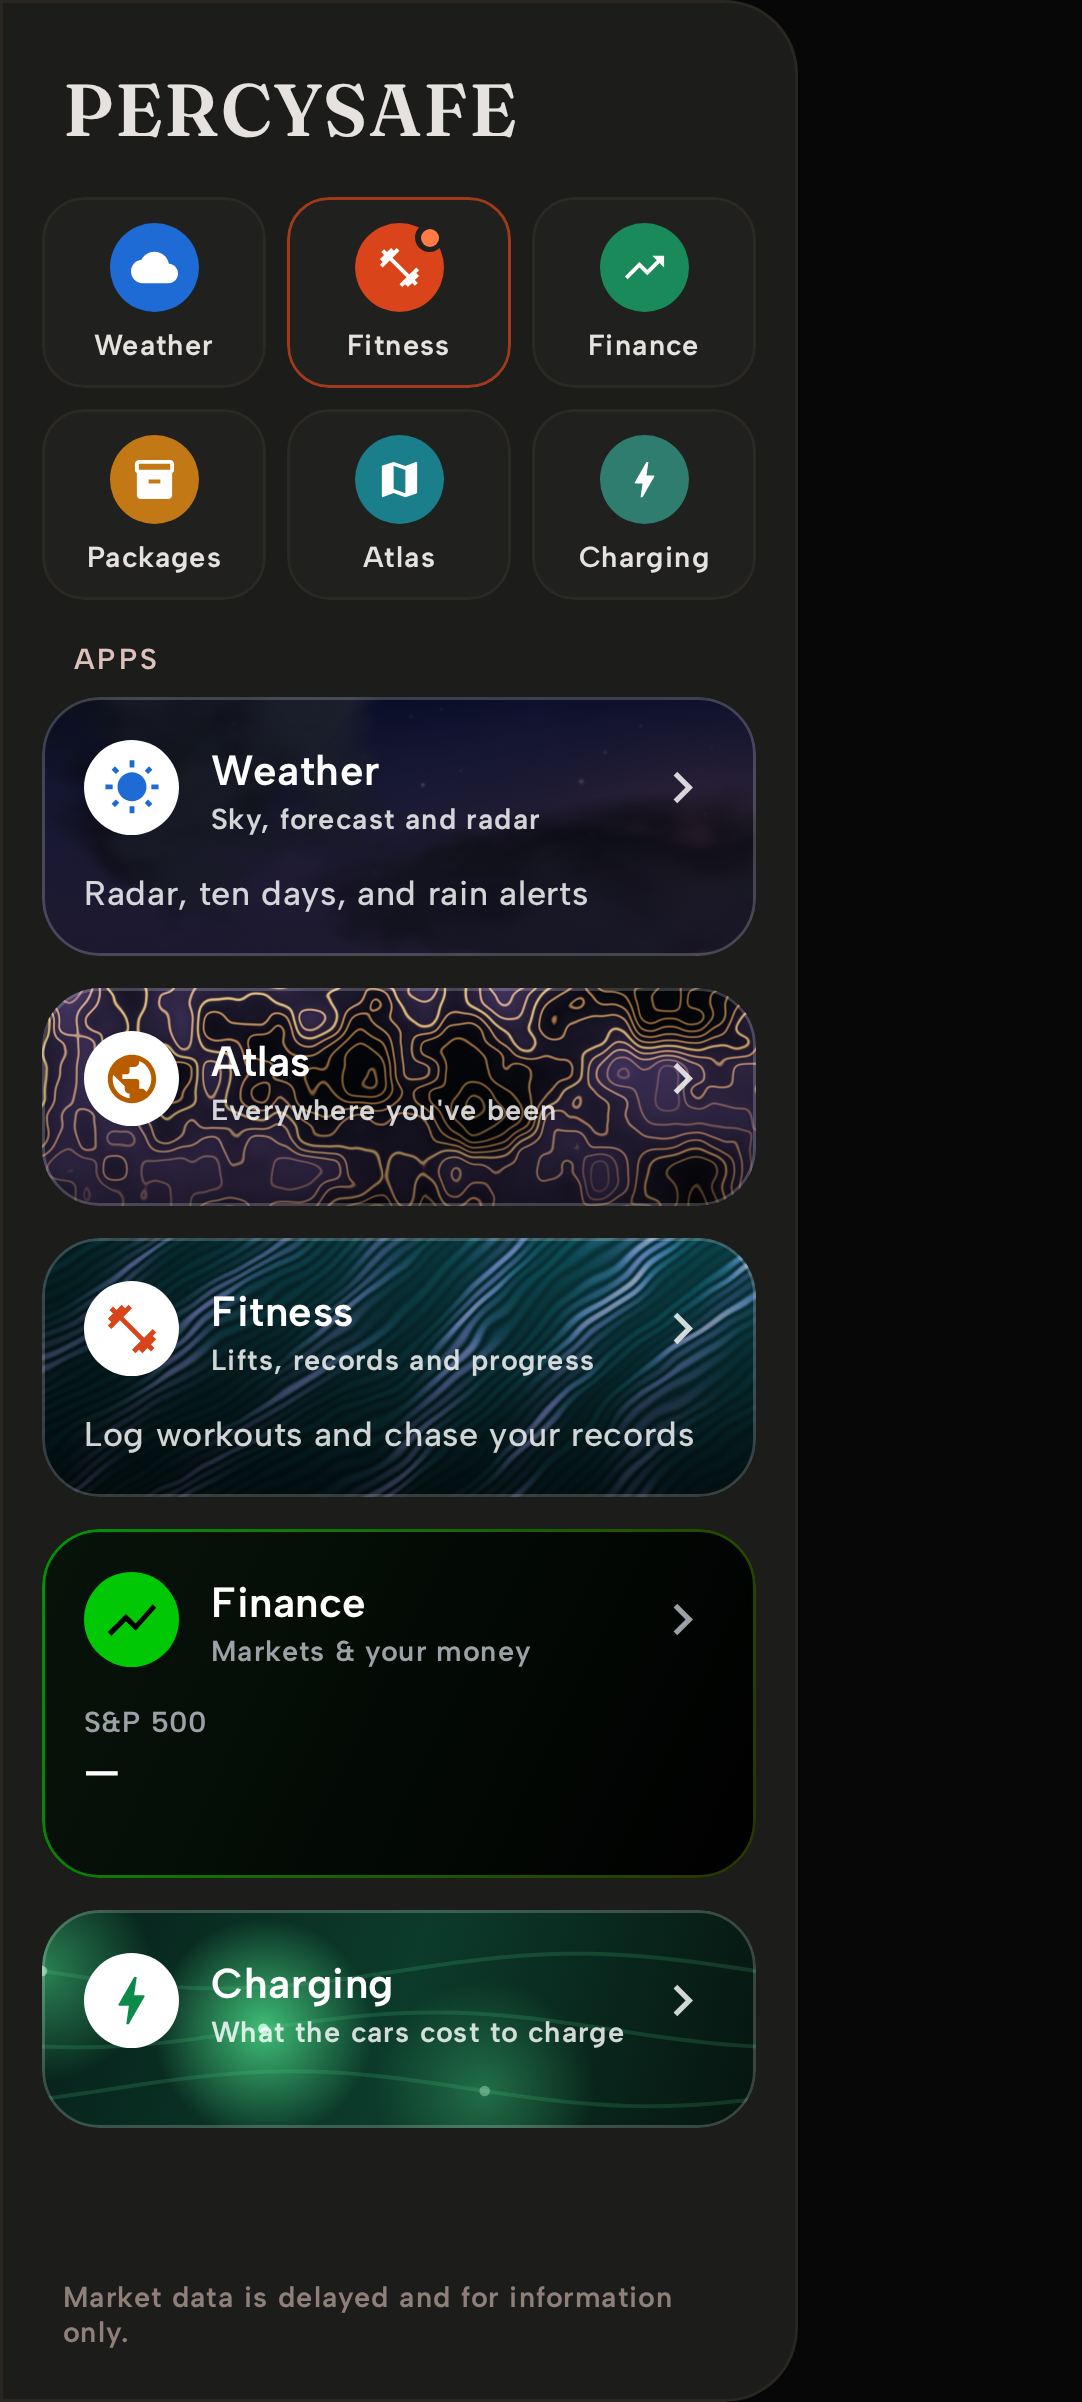 PERCYSAFE
Weather
Fitness
Finance
Packages
Atlas
Charging
APPS
Weather
Sky, forecast and radar
Radar, ten days, and rain alerts
Atlas
Everywhere you've been
Fitness
Lifts, records and progress
Log workouts and chase your records
Finance
Markets & your money
S&P 500
—
Charging
What the cars cost to charge
Market data is delayed and for information
only.